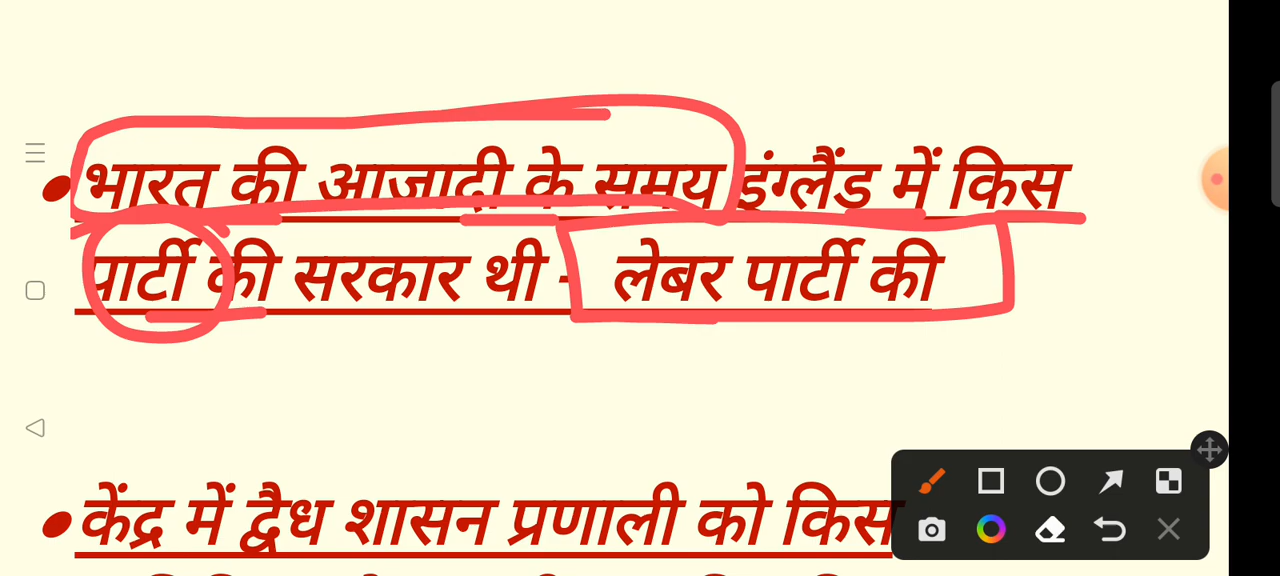 •भारत की आजादी के समय इंग्लैंड में किस
पार्टी की सरकार थी - लेबर पार्टी की
•केंद्र में द्वैध शासन प्रणाली को किस